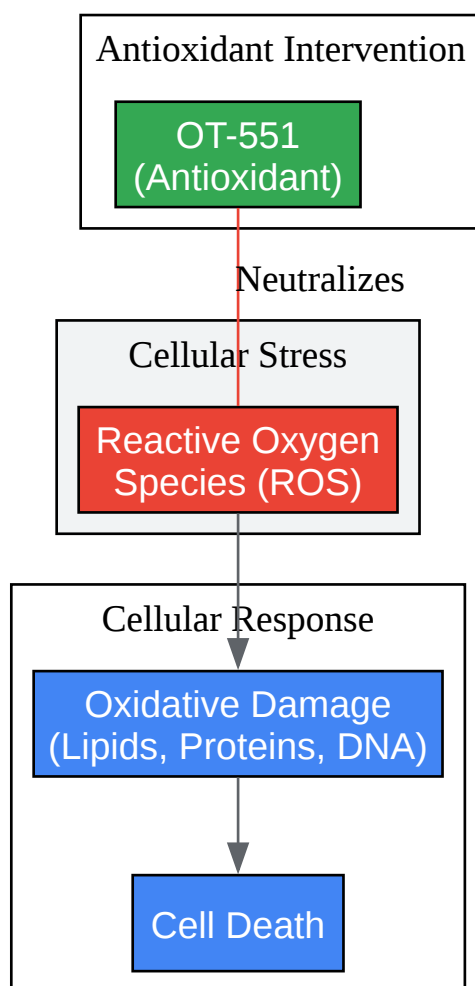 Antioxidant Intervention
OT-551
(Antioxidant)
Neutralizes
Cellular Stress
Reactive Oxygen
Species (ROS)
Cellular Response
Oxidative Damage
(Lipids, Proteins, DNA)
Cell Death